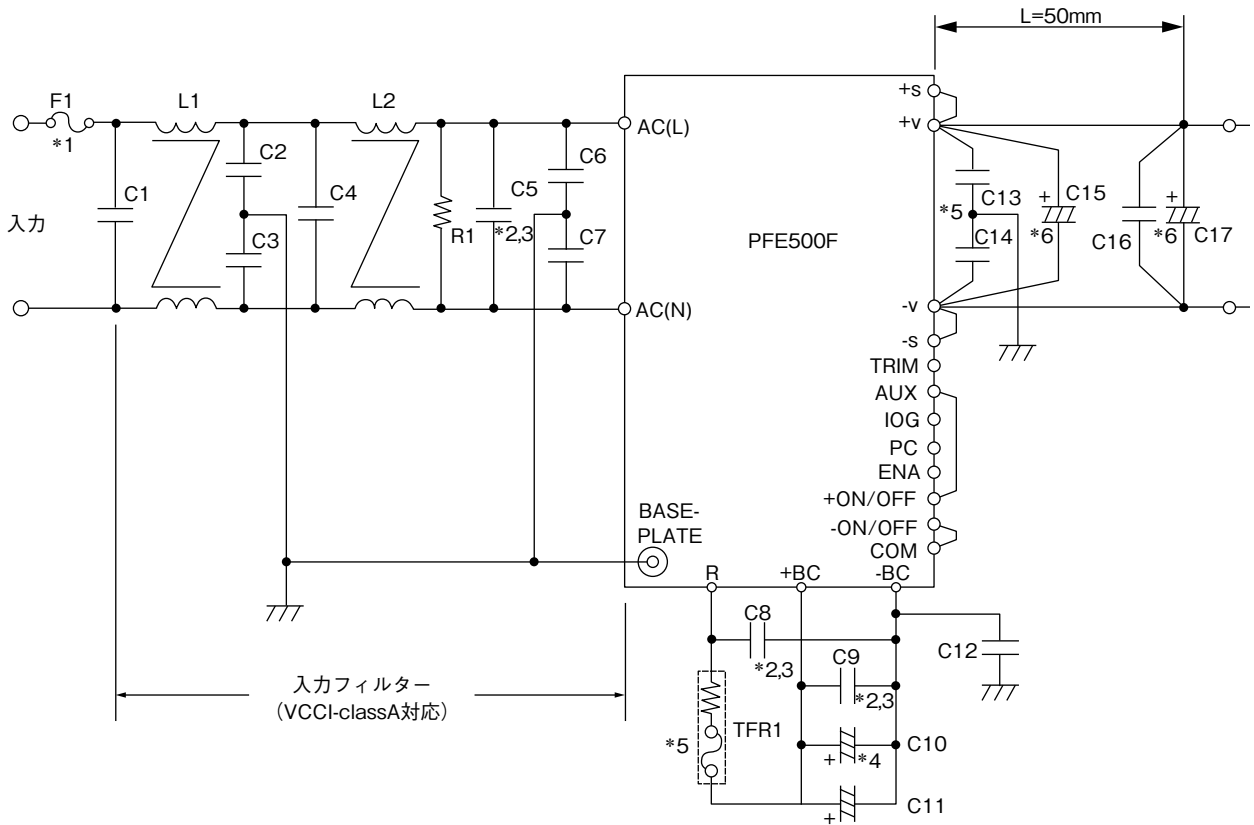 L=50mm
F1
L1
L2
+s
+v
AC(L)
*1
C2
C6
C1
C4
C5
C13
C15
+
+
入力
R1
*2,3
*5
*6
C16
*6
C17
C3
C7
C14
PFE500F
AC(N)
-v
-s
TRIM
AUX
IOG
PC
ENA
+ON/OFF
-ON/OFF
COM
BASE-
PLATE
R
+BC
-BC
C8
*2,3
C12
C9
*2,3
入力フィルター
（VCCI-classA対応）
TFR1
*5
+
*4
C10
+
C11